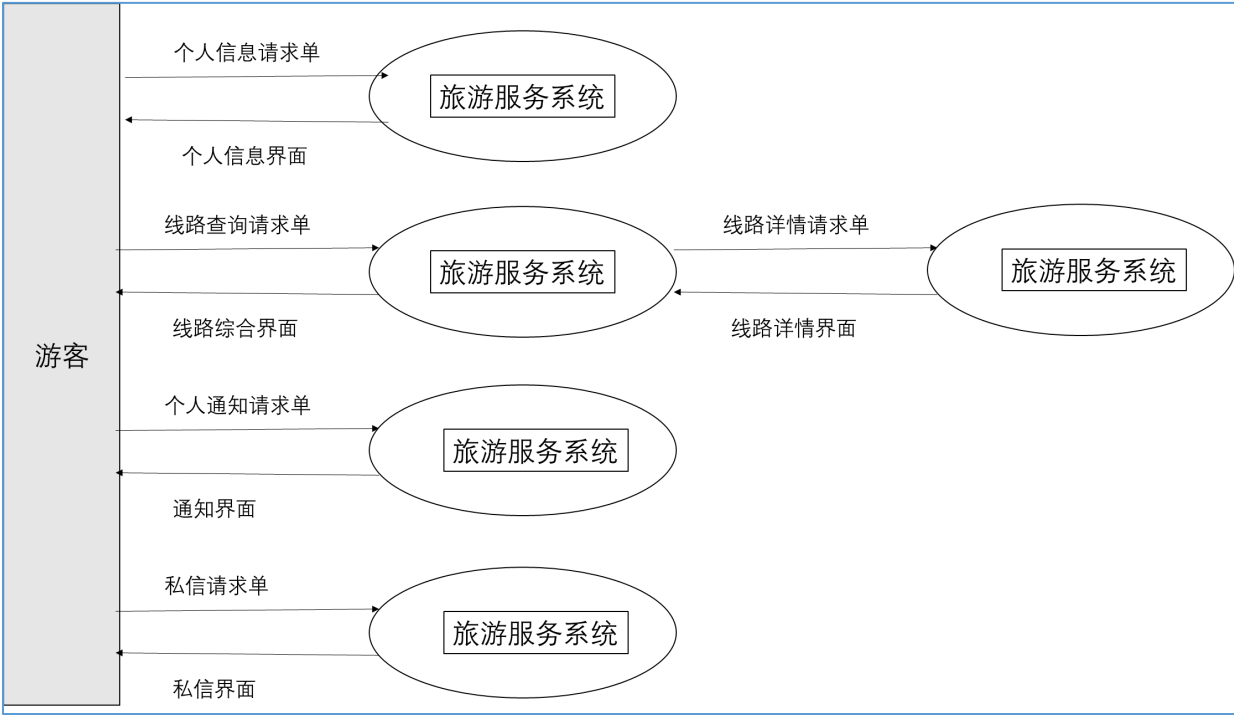 个人信息请求单
旅游服务系统
个人信息界面
线路查询请求单
线路详情请求单
旅游服务系统
旅游服务系统
线路综合界面
线路详情界面
游客
个人通知请求单
旅游服务系统
通知界面
私信请求单
旅游服务系统
私信界面